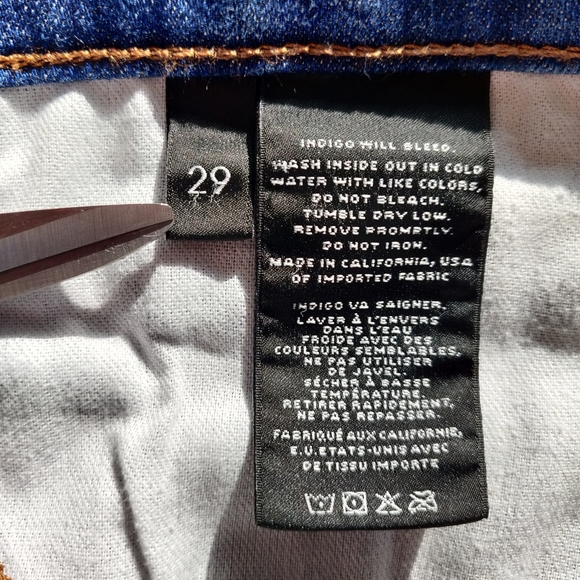 29
INDIGO WILL BLEED.
WASH INSIDE OUT IN COLD
WATER WITH LIKE COLORS,
DO NOT BLEACH.
TUMBLE DRY LOW.
REMOVE PROMPTLY.
DO NOT IRON.
MADE IN CALIFORNIA, USA
OF IMPORTED FABRIC
INDIGO VA SAIGNER.
LAVER À L'ENVERS
DANS L'EAU
FROIDE AVEC DES
COULEURS SEMBLABLES,
NE PAS UTILISER
DE JAVEL.
SÉCHER À BASSE
TEMPÉRATURE.
RETIRER RAPIDEMENT,
NE PAS REPASSER.
FABRIQUÉ AUX CALIFORNIE,
E.U.ETATS-UNIS AVEC
DE TISSU IMPORTE